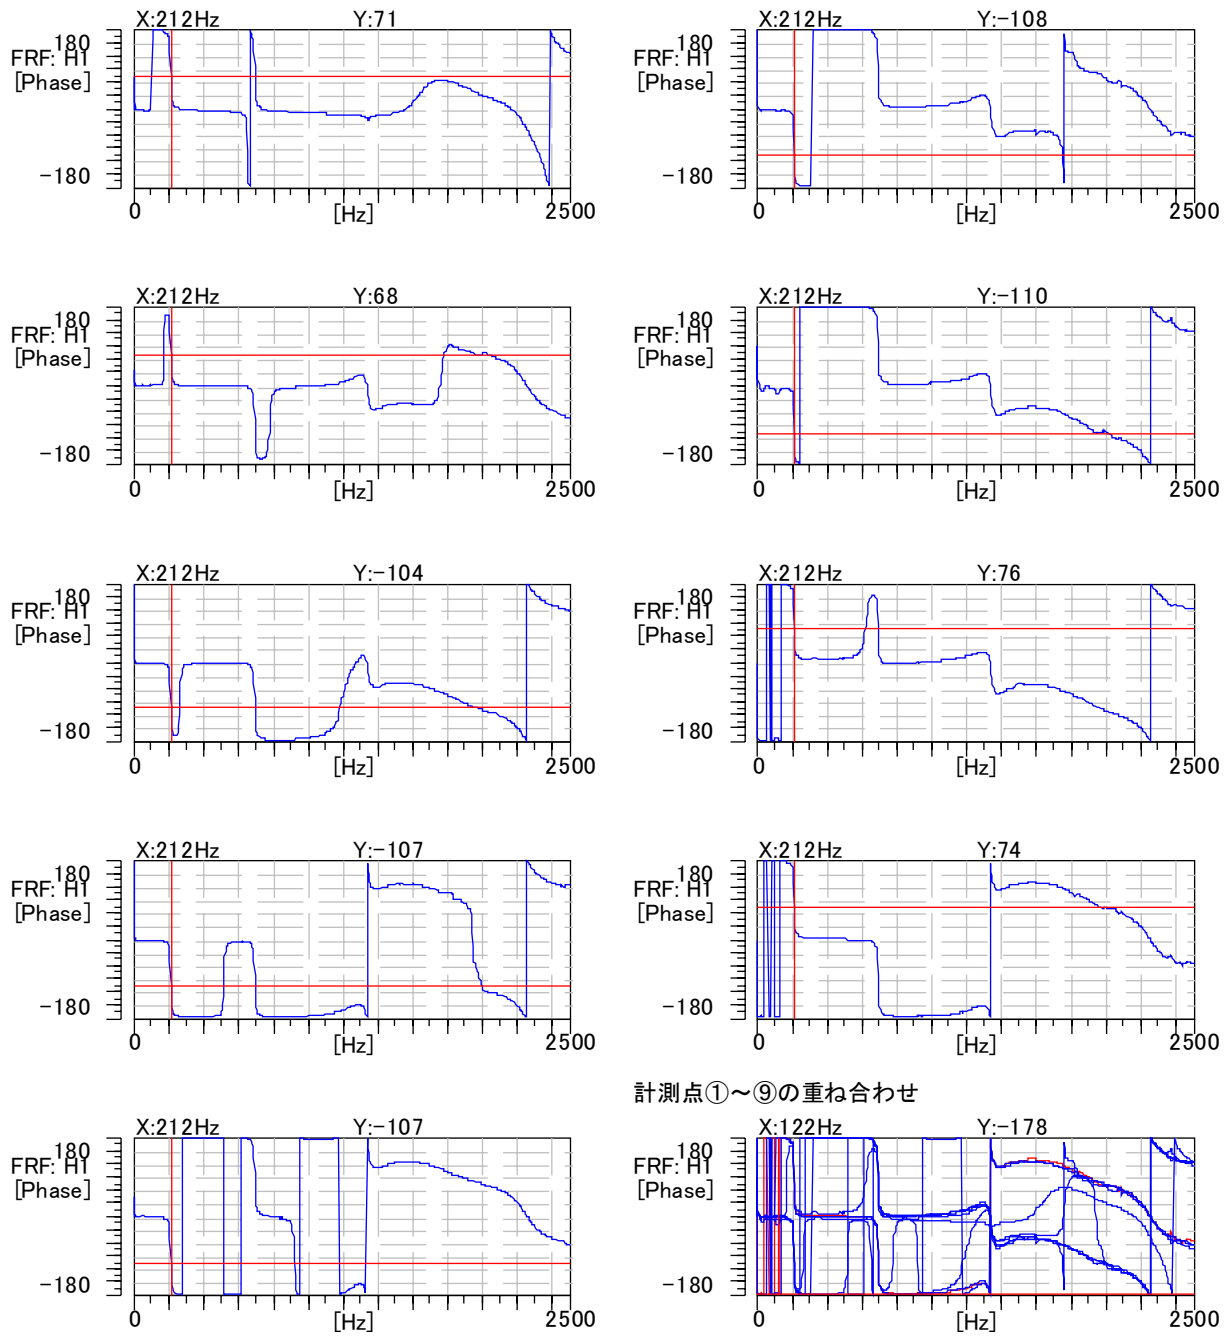 X:212Hz Y:71
180
FRF: H1
[Phase]
-180
0 [Hz] 2500
X:212Hz Y:-108
180
FRF: H1
[Phase]
-180
0 [Hz] 2500
X:212Hz Y:68
180
FRF: H1
[Phase]
-180
0 [Hz] 2500
X:212Hz Y:-110
180
FRF: H1
[Phase]
-180
0 [Hz] 2500
X:212Hz Y:-104
180
FRF: H1
[Phase]
-180
0 [Hz] 2500
X:212Hz Y:76
180
FRF: H1
[Phase]
-180
0 [Hz] 2500
X:212Hz Y:-107
180
FRF: H1
[Phase]
-180
0 [Hz] 2500
X:212Hz Y:74
180
FRF: H1
[Phase]
-180
0 [Hz] 2500
X:212Hz Y:-107
180
FRF: H1
[Phase]
-180
0 [Hz] 2500
計測点①～⑨の重ね合わせ
X:122Hz Y:-178
180
FRF: H1
[Phase]
-180
0 [Hz] 2500